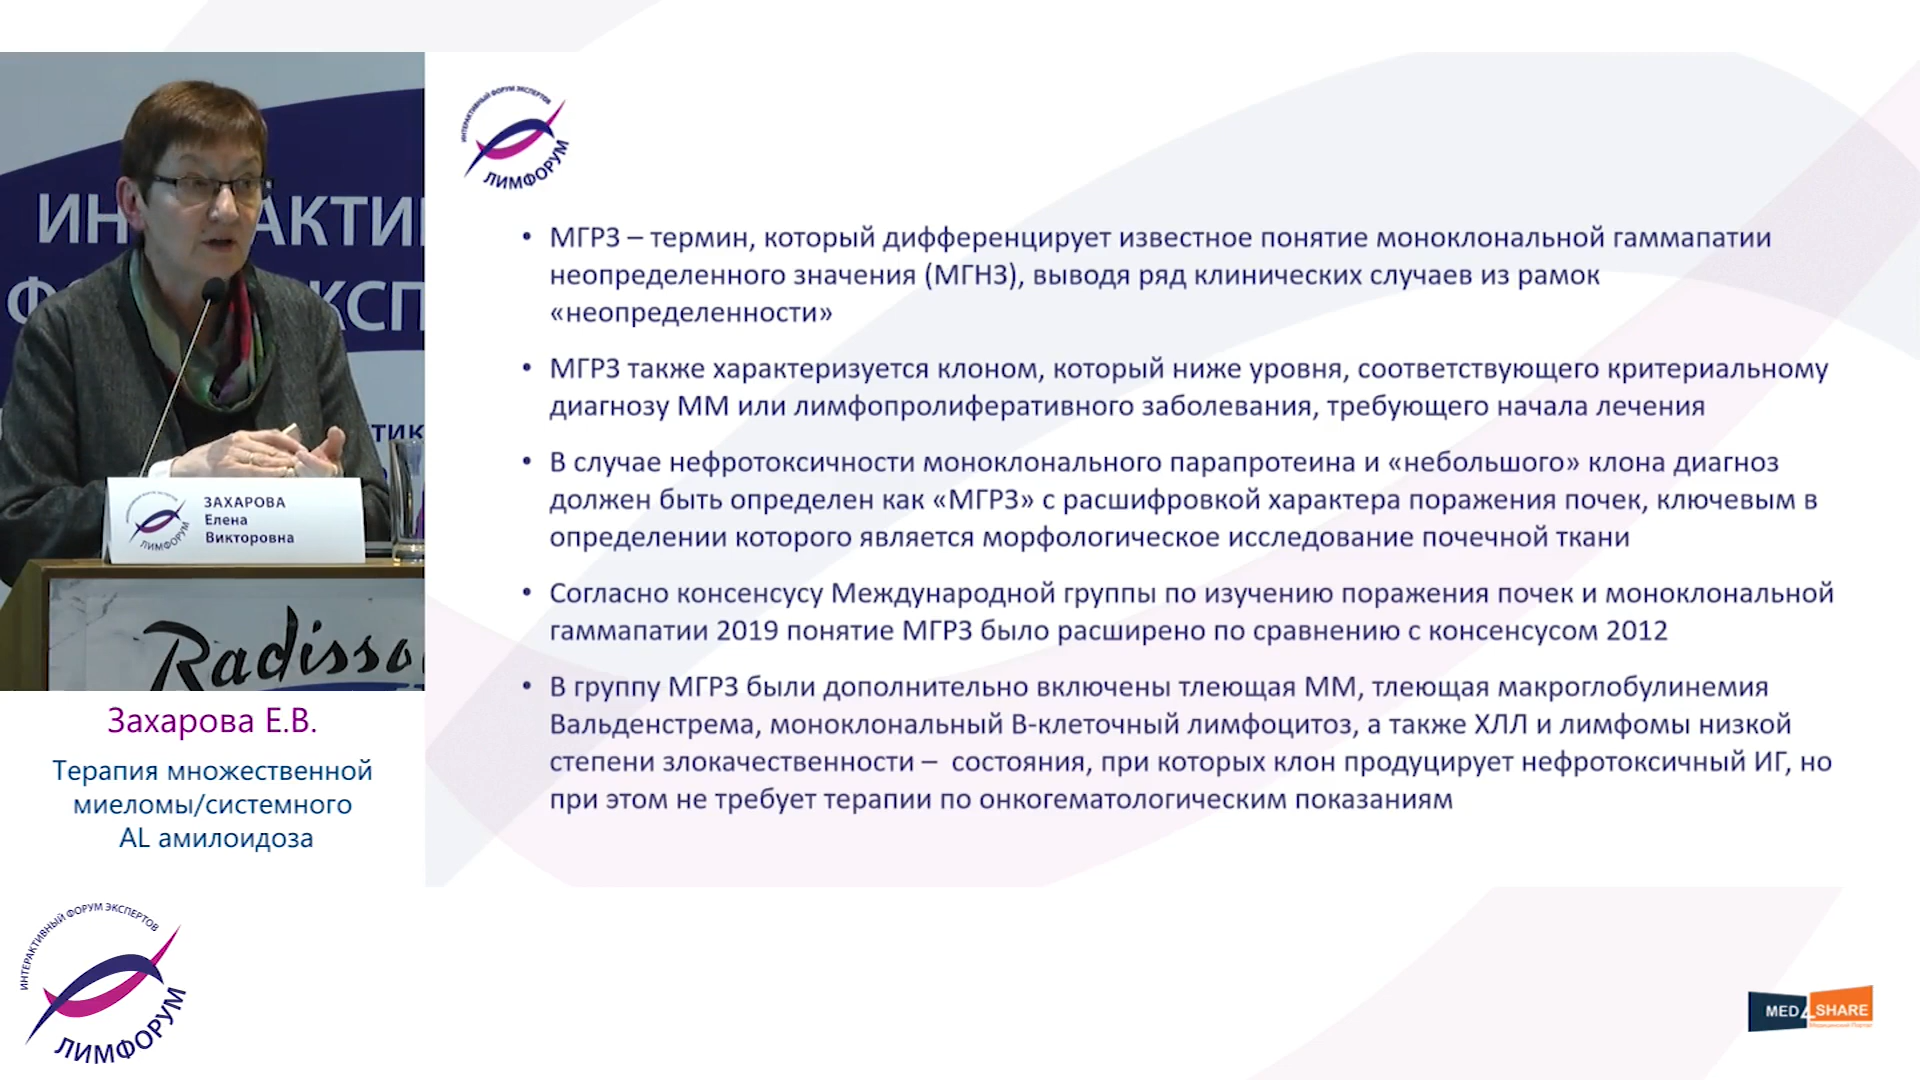 ИНТЕРАКТИВНЫЙ ФОРУМ ЭКСПЕРТОВ
ЛИМФОРУМ
• МГРЗ – термин, который дифференцирует известное понятие моноклональной гаммапатии
неопределенного значения (МГНЗ), выводя ряд клинических случаев из рамок
«неопределенности»
• МГРЗ также характеризуется клоном, который ниже уровня, соответствующего критериальному
диагнозу ММ или лимфопролиферативного заболевания, требующего начала лечения
• В случае нефротоксичности моноклонального парапротеина и «небольшого» клона диагноз
должен быть определен как «МГРЗ» с расшифровкой характера поражения почек, ключевым в
определении которого является морфологическое исследование почечной ткани
• Согласно консенсусу Международной группы по изучению поражения почек и моноклональной
гаммапатии 2019 понятие МГРЗ было расширено по сравнению с консенсусом 2012
• В группу МГРЗ были дополнительно включены тлеющая ММ, тлеющая макроглобулинемия
Вальденстрема, моноклональный В-клеточный лимфоцитоз, а также ХЛЛ и лимфомы низкой
степени злокачественности – состояния, при которых клон продуцирует нефротоксичный ИГ, но
при этом не требует терапии по онкогематологическим показаниям
ЗАХАРОВА
Елена
Викторовна
ЛИМФОРУМ
Radisso
Захарова Е.В.
Терапия множественной
миеломы/системного
AL амилоидоза
ИНТЕРАКТИВНЫЙ ФОРУМ ЭКСПЕРТОВ
ЛИМФОРУМ
MED4SHARE
Медицинский Портал